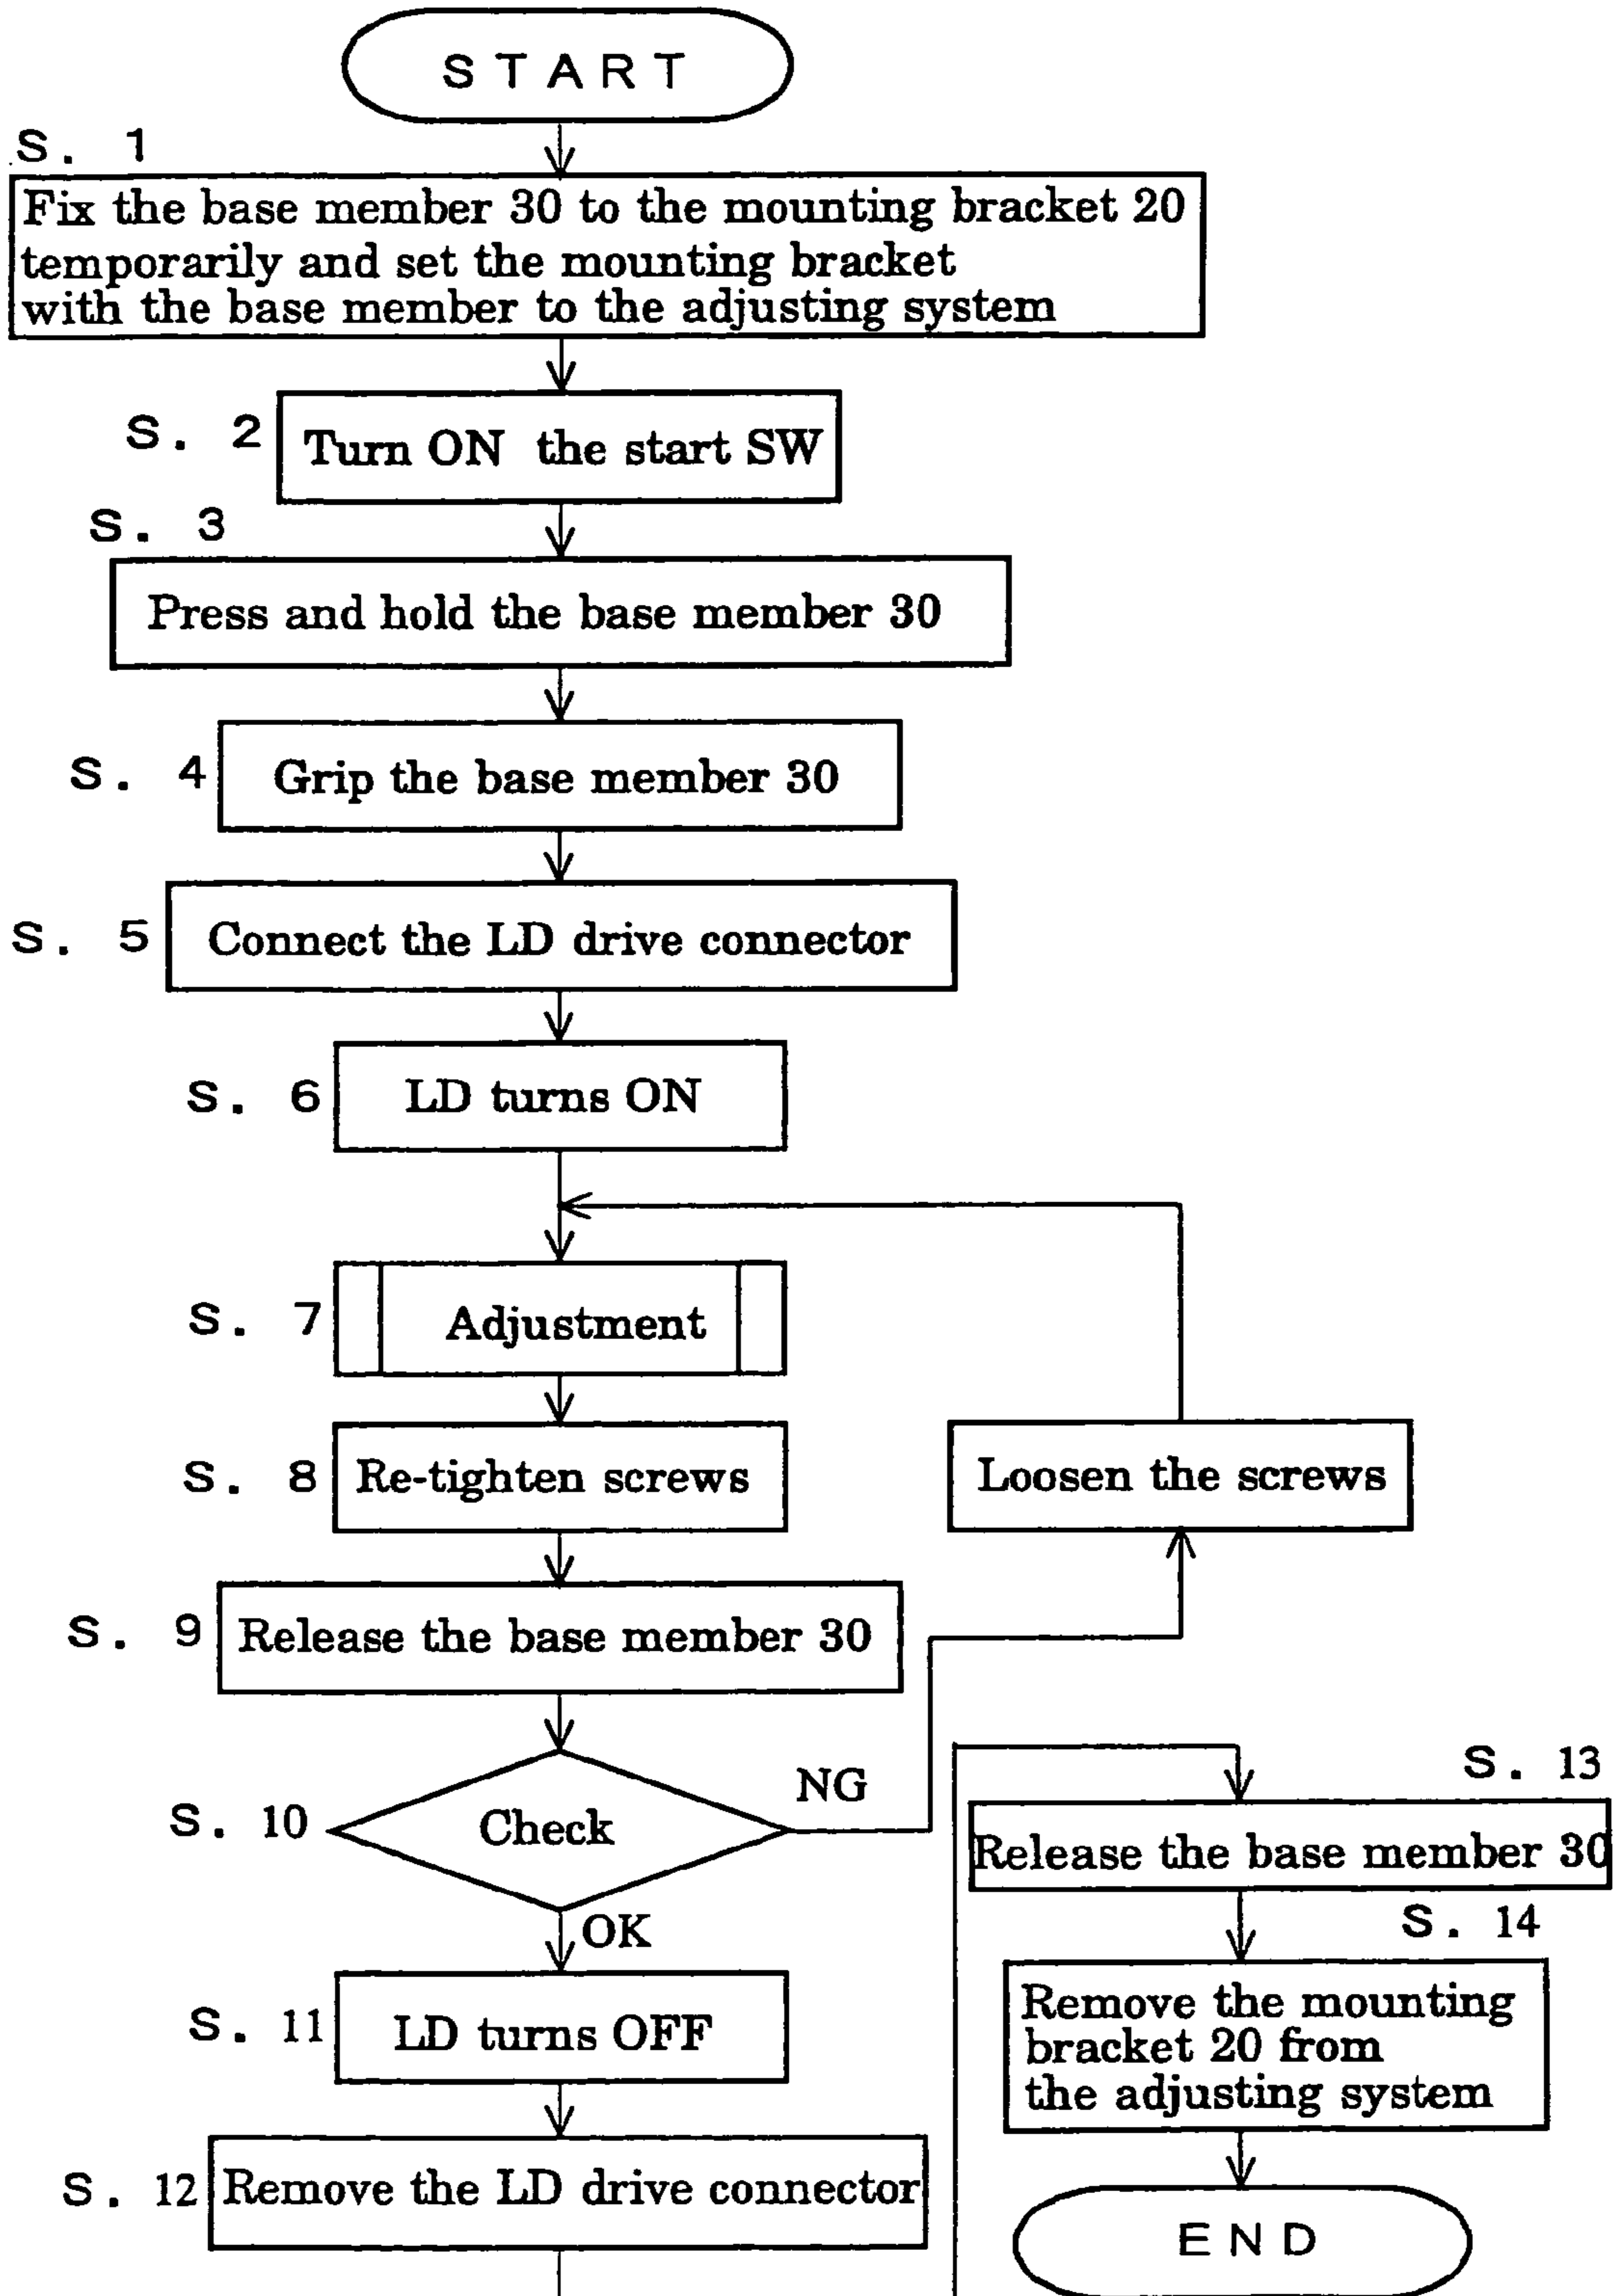 START
S. 1
Fix the base member 30 to the mounting bracket 20
temporarily and set the mounting bracket
with the base member to the adjusting system
S. 2
Turn ON the start SW
S. 3
Press and hold the base member 30
S. 4
Grip the base member 30
S. 5
Connect the LD drive connector
S. 6
LD turns ON
S. 7
Adjustment
S. 8
Re-tighten screws
Loosen the screws
S. 9
Release the base member 30
S. 10
Check
NG
OK
S. 11
LD turns OFF
S. 12
Remove the LD drive connector
S. 13
Release the base member 30
S. 14
Remove the mounting
bracket 20 from
the adjusting system
END